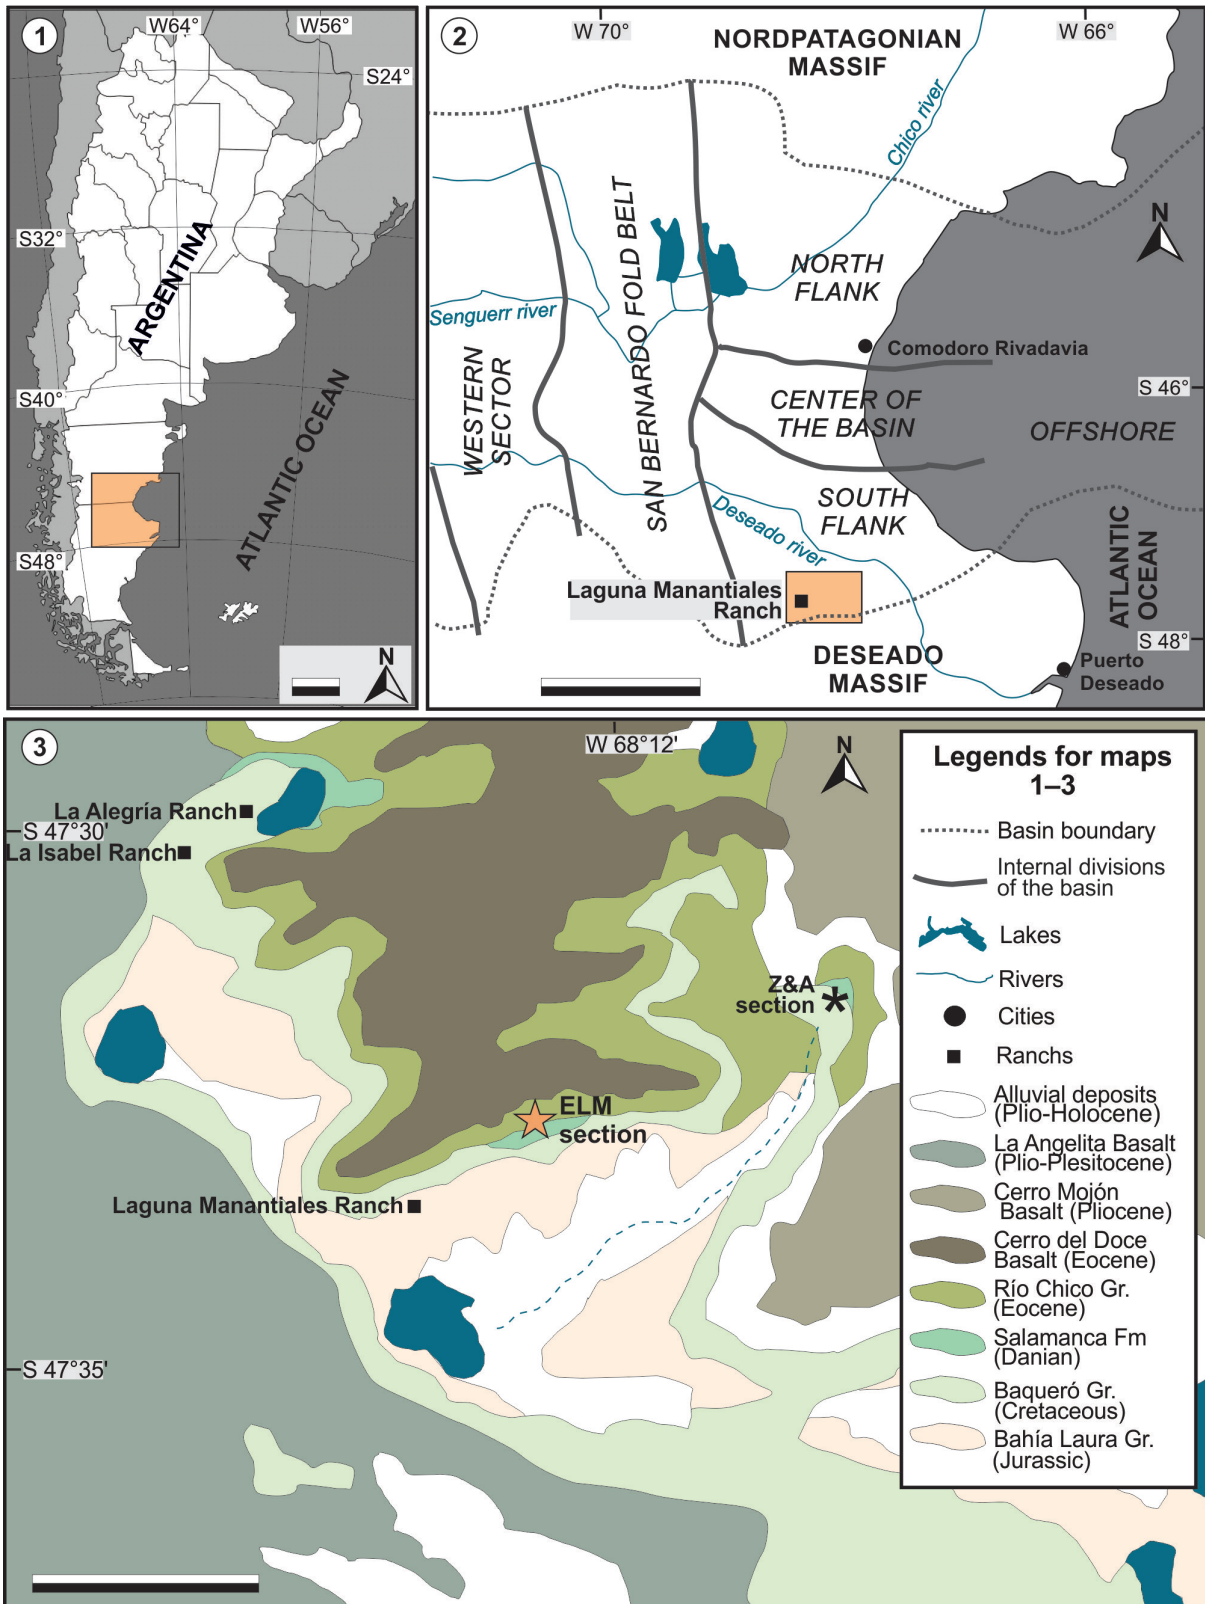 1
W64°
W56°
S24°
S32°
ARGENTINA
S40°
ATLANTIC OCEAN
S48°
N
2
W 70°
W 66°
NORDPATAGONIAN
MASSIF
Chico river
N
SAN BERNARDO FOLD BELT
NORTH
FLANK
Senguerr river
Comodoro Rivadavia
WESTERN
SECTOR
S 46°
CENTER OF
THE BASIN
OFFSHORE
SOUTH
FLANK
Deseado river
ATLANTIC
OCEAN
Laguna Manantiales
Ranch
S 48°
DESEADO
MASSIF
Puerto
Deseado
3
W 68°12'
N
La Alegría Ranch
S 47°30'
La Isabel Ranch
Z&A
section
ELM
section
Laguna Manantiales Ranch
S 47°35'
Legends for maps
1–3
Basin boundary
Internal divisions
of the basin
Lakes
Rivers
Cities
Ranchs
Alluvial deposits
(Plio-Holocene)
La Angelita Basalt
(Plio-Plesitocene)
Cerro Mojón
Basalt (Pliocene)
Cerro del Doce
Basalt (Eocene)
Río Chico Gr.
(Eocene)
Salamanca Fm
(Danian)
Baqueró Gr.
(Cretaceous)
Bahía Laura Gr.
(Jurassic)